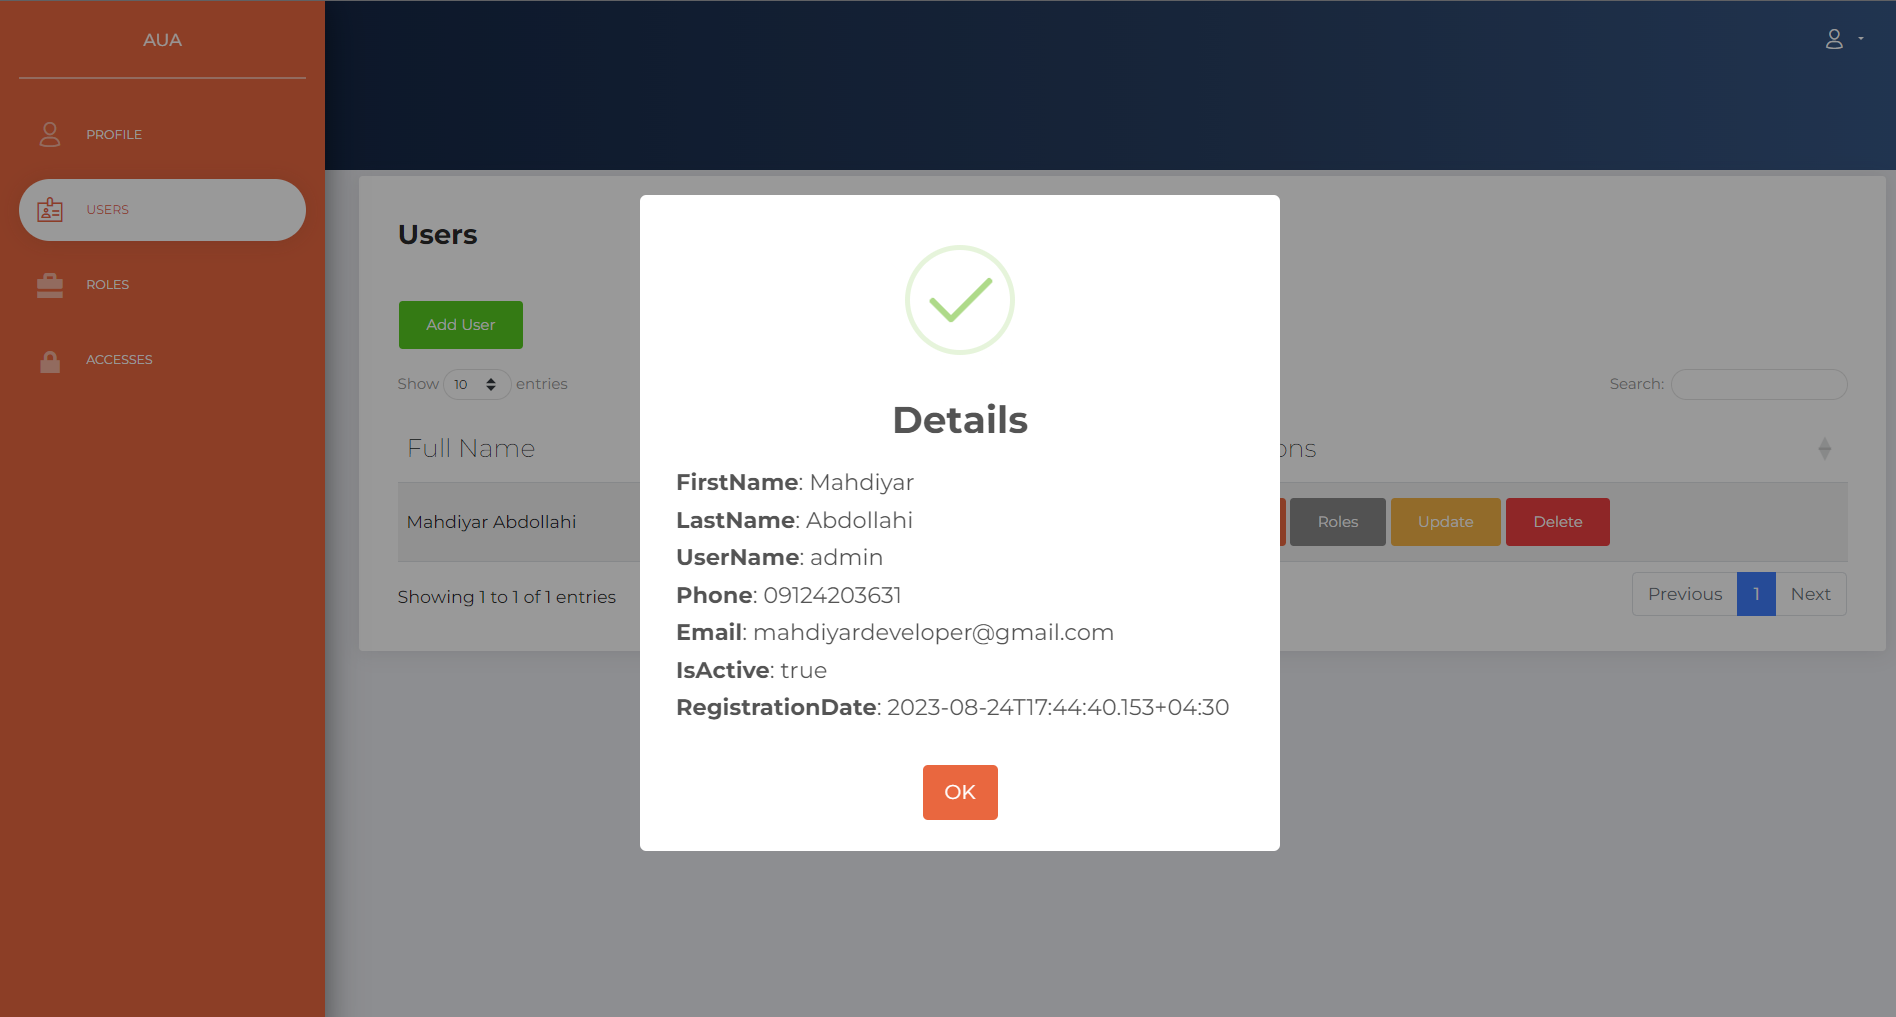 AUA
PROFILE
USERS
ROLES
ACCESSES
Users
Add User
Show 10 entries
Search:
Full Name
Mahdiyar Abdollahi
Roles
Update
Delete
Showing 1 to 1 of 1 entries
Previous 1 Next
Details
FirstName: Mahdiyar
LastName: Abdollahi
UserName: admin
Phone: 09124203631
Email: mahdiyardeveloper@gmail.com
IsActive: true
RegistrationDate: 2023-08-24T17:44:40.153+04:30
OK